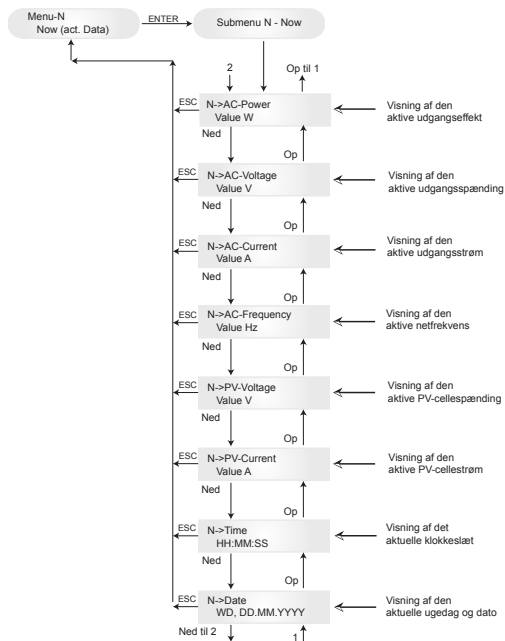 Menu-N
Now (act. Data)
ENTER
Submenu N - Now
2
Op til 1
ESC
N->AC-Power
Value W
Visning af den
aktive udgangseffekt
Ned
Op
ESC
N->AC-Voltage
Value V
Visning af den
aktive udgangsspænding
Ned
Op
ESC
N->AC-Current
Value A
Visning af den
aktive udgangsstrøm
Ned
Op
ESC
N->AC-Frequency
Value Hz
Visning af den
aktive netfrekvens
Ned
Op
ESC
N->PV-Voltage
Value V
Visning af den
aktive PV-cellespænding
Ned
Op
ESC
N->PV-Current
Value A
Visning af den
aktive PV-cellestrøm
Ned
Op
ESC
N->Time
HH:MM:SS
Visning af det
aktuelle klokkeslæt
Ned
Op
ESC
N->Date
WD, DD.MM.YYYY
Visning af den
aktuelle ugedag og dato
Ned til 2
1